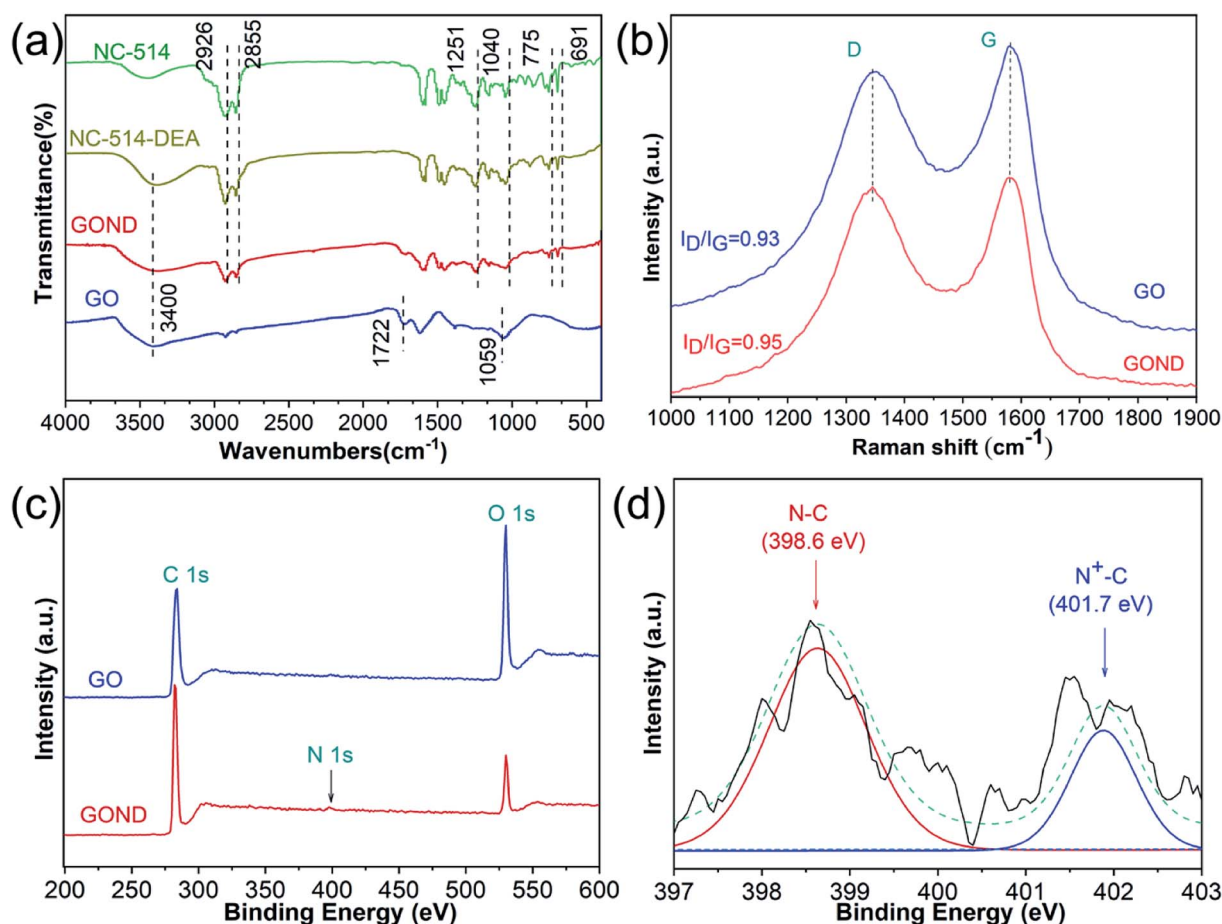 (a)
NC-514
2926
2855
1251
1040
775
691
NC-514-DEA
GOND
GO
3400
1722
1059
Transmittance(%)
4000 3500 3000 2500 2000 1500 1000 500
Wavenumbers(cm⁻¹)
(b)
D
G
I_D/I_G=0.93
GO
I_D/I_G=0.95
GOND
Intensity (a.u.)
1000 1100 1200 1300 1400 1500 1600 1700 1800 1900
Raman shift (cm⁻¹)
(c)
O 1s
C 1s
GO
N 1s
GOND
Intensity (a.u.)
200 250 300 350 400 450 500 550 600
Binding Energy (eV)
(d)
N-C
(398.6 eV)
N⁺-C
(401.7 eV)
Intensity (a.u.)
397 398 399 400 401 402 403
Binding Energy (eV)